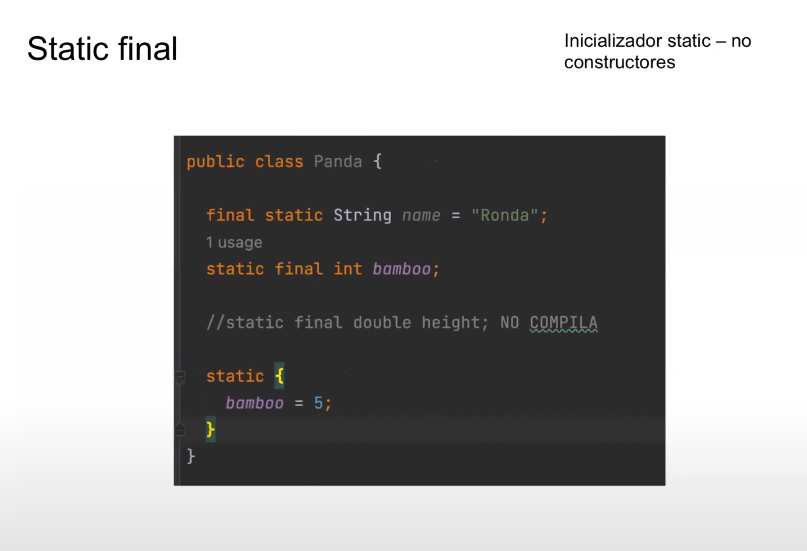 Static final
Inicializador static – no
constructores
public class Panda {
final static String name = "Ronda";
1 usage
static final int bamboo;
//static final double height; NO COMPILA
static {
bamboo = 5;
}
}